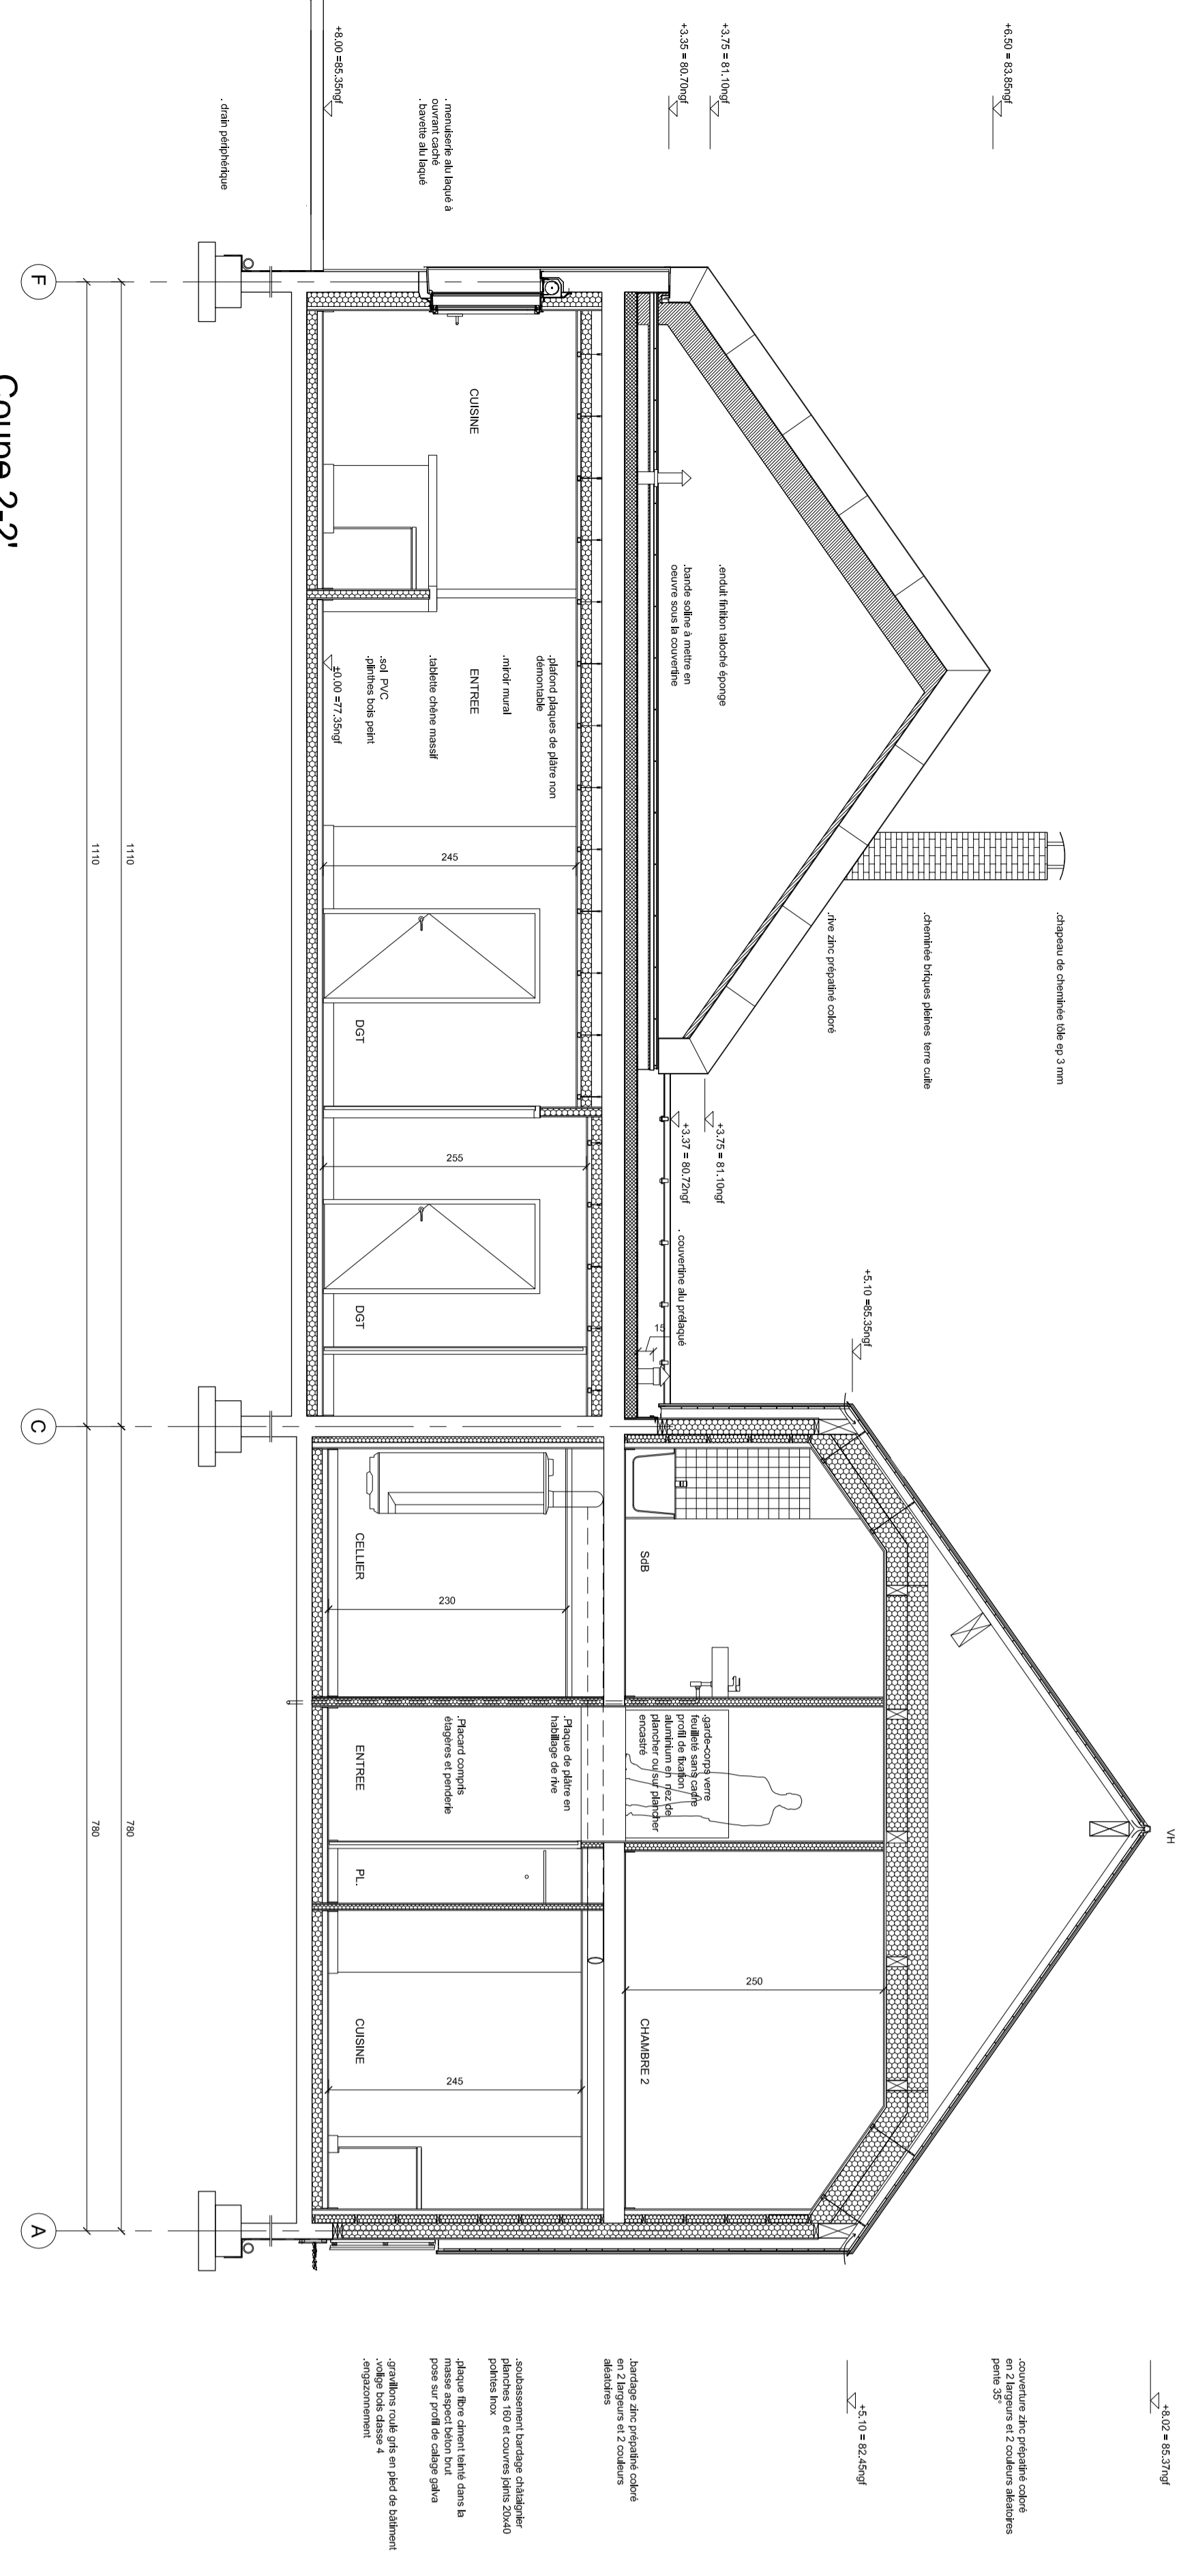 +8.00 =85.35ngf
+3.35 = 80.70ngf
+3.75 = 81.10ngf
+6.50 = 83.85ngf
. drain périphérique
. menuiserie alu laqué à
ouvrant caché
. bavette alu laqué
F
CUISINE
.enduit finition taloché éponge
.bande soline à mettre en
oeuvre sous la couvertine
.plafond plaques de plâtre non
démontable
.miroir mural
ENTREE
.tablette chêne massif
.sol PVC
.plinthes bois peint
±0.00 =77.35ngf
245
DGT
.chapeau de cheminée tôle ep 3 mm
.cheminée briques pleines terre cuite
.rive zinc prépatiné coloré
+3.75 = 81.10ngf
+3.37 = 80.72ngf
. couvertine alu prélaqué
255
DGT
15
+5.10 =85.35ngf
C
SdB
CELLIER
230
.garde-corps verre
feuilleté sans cadre
profil de fixation
aluminium en nez de
plancher ou sur plancher
encastré
.Plaque de plâtre en
habillage de rive
.Placard compris
étagères et penderie
ENTREE
PL.
VH
250
CHAMBRE 2
CUISINE
245
A
+8.02 = 85.37ngf
.couverture zinc prépatiné coloré
en 2 largeurs et 2 couleurs aléatoires
pente 35°
+5.10 = 82.45ngf
.bardage zinc prépatiné coloré
en 2 largeurs et 2 couleurs
aléatoires
.soubassement bardage châtaignier
planches 160 et couvres joints 20x40
pointes inox
.plaque fibre ciment teinté dans la
masse aspect béton brut
pose sur profil de calage galva
.gravillons roulé gris en pied de bâtiment
.volige bois classe 4
.engazonnement
1110
780
1110
780
Coupe 2-2'